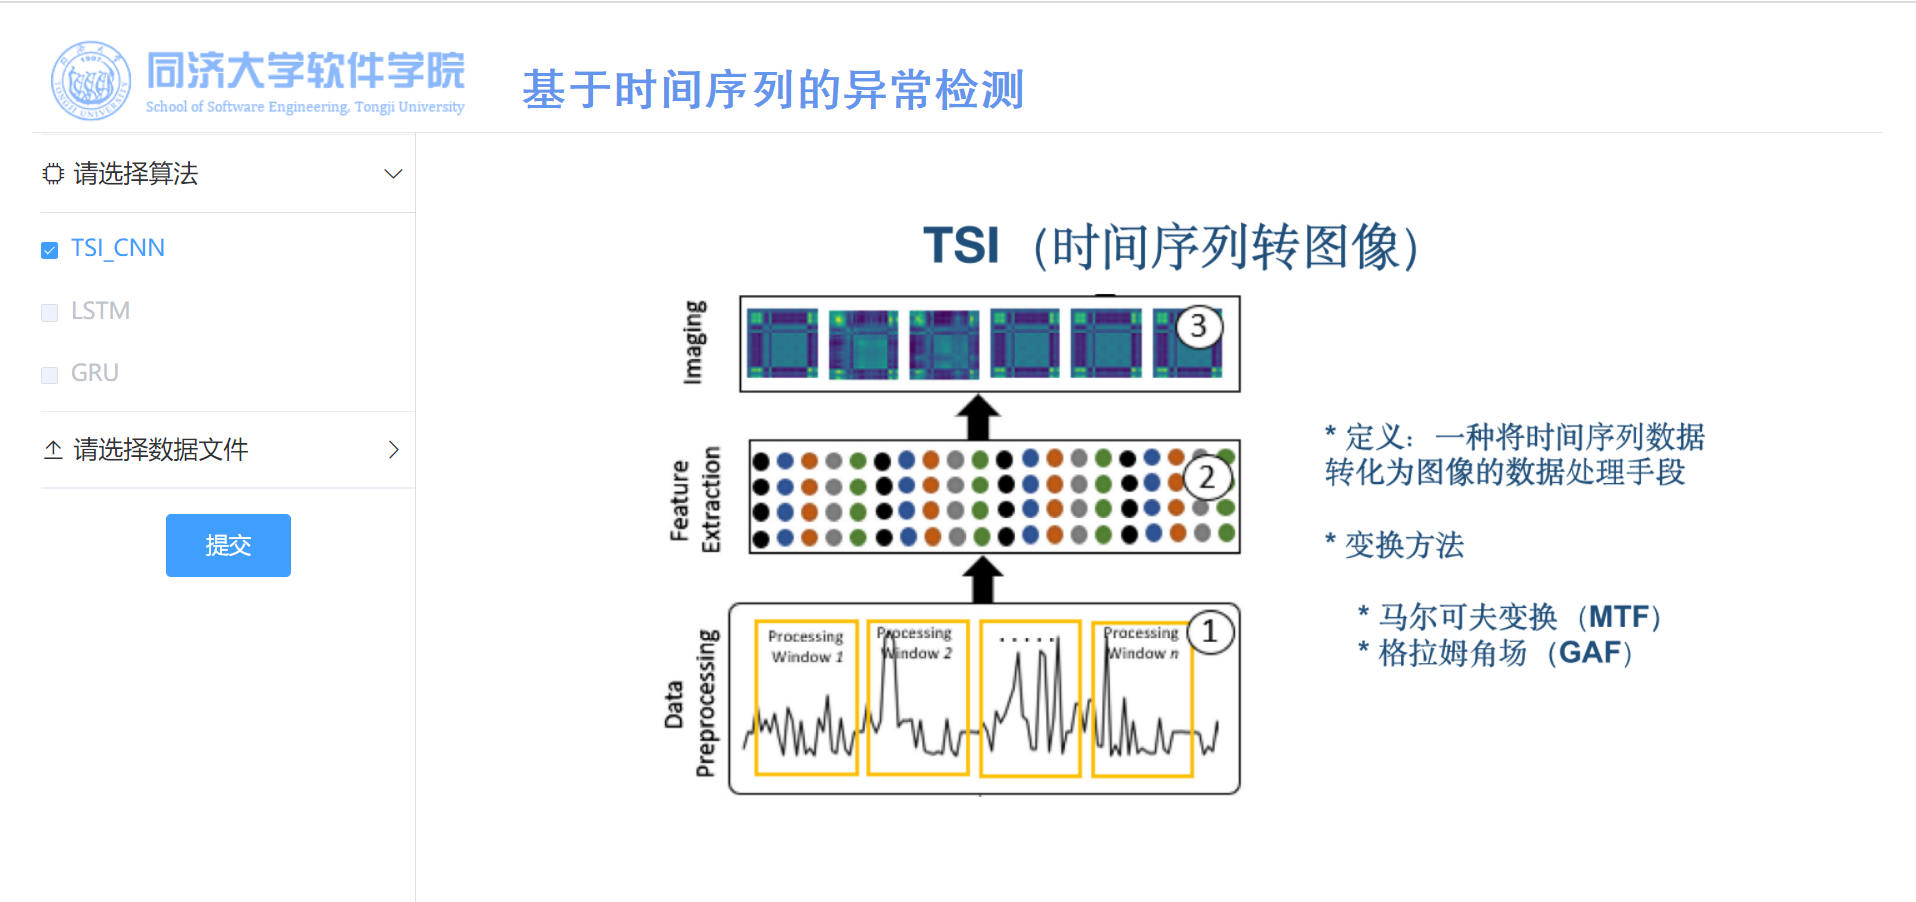 同济大学软件学院
School of Software Engineering, Tongji University
基于时间序列的异常检测
请选择算法
TSI_CNN
LSTM
GRU
请选择数据文件
提交
TSI（时间序列转图像）
Imaging
3
Feature
Extraction
2
Data
Preprocessing
1
Processing
Window 1
Processing
Window 2
. . . . .
Processing
Window n
* 定义：一种将时间序列数据
转化为图像的数据处理手段
* 变换方法
* 马尔可夫变换（MTF）
* 格拉姆角场（GAF）